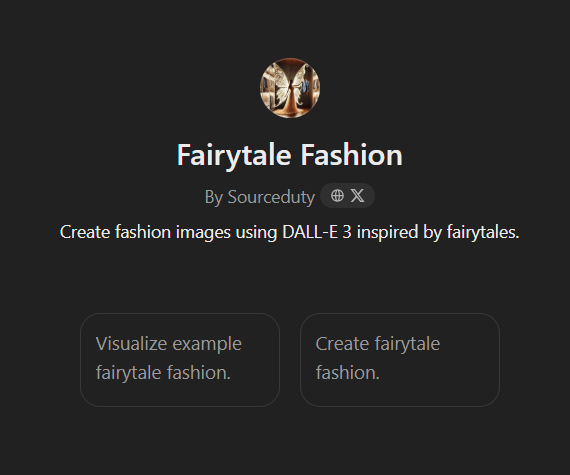 Fairytale Fashion
By Sourceduty
Create fashion images using DALL-E 3 inspired by fairytales.
Visualize example
fairytale fashion.
Create fairytale
fashion.